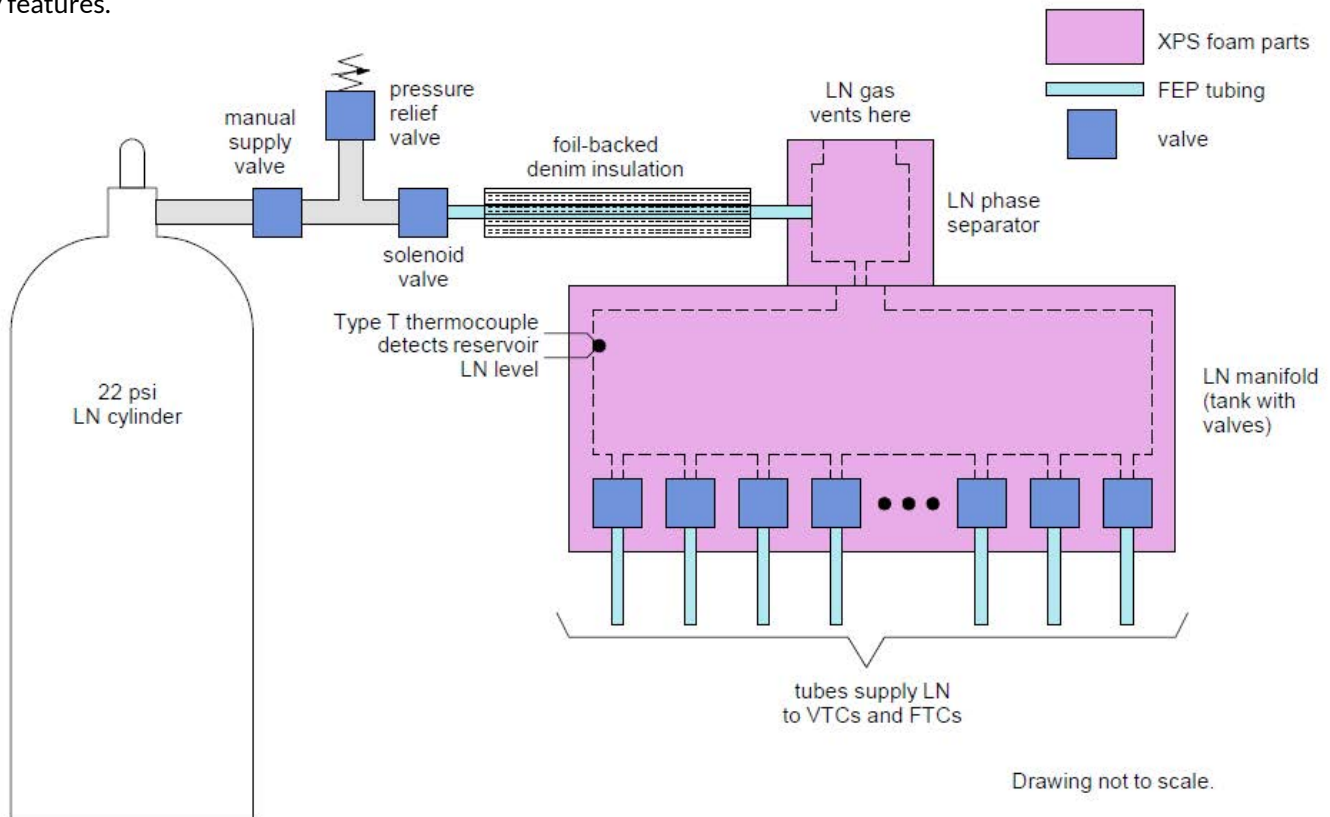 features.
XPS foam parts
FEP tubing
valve
pressure
relief
valve
manual
supply
valve
foil-backed
denim insulation
LN gas
vents here
LN phase
separator
solenoid
valve
Type T thermocouple
detects reservoir
LN level
22 psi
LN cylinder
LN manifold
(tank with
valves)
tubes supply LN
to VTCs and FTCs
Drawing not to scale.